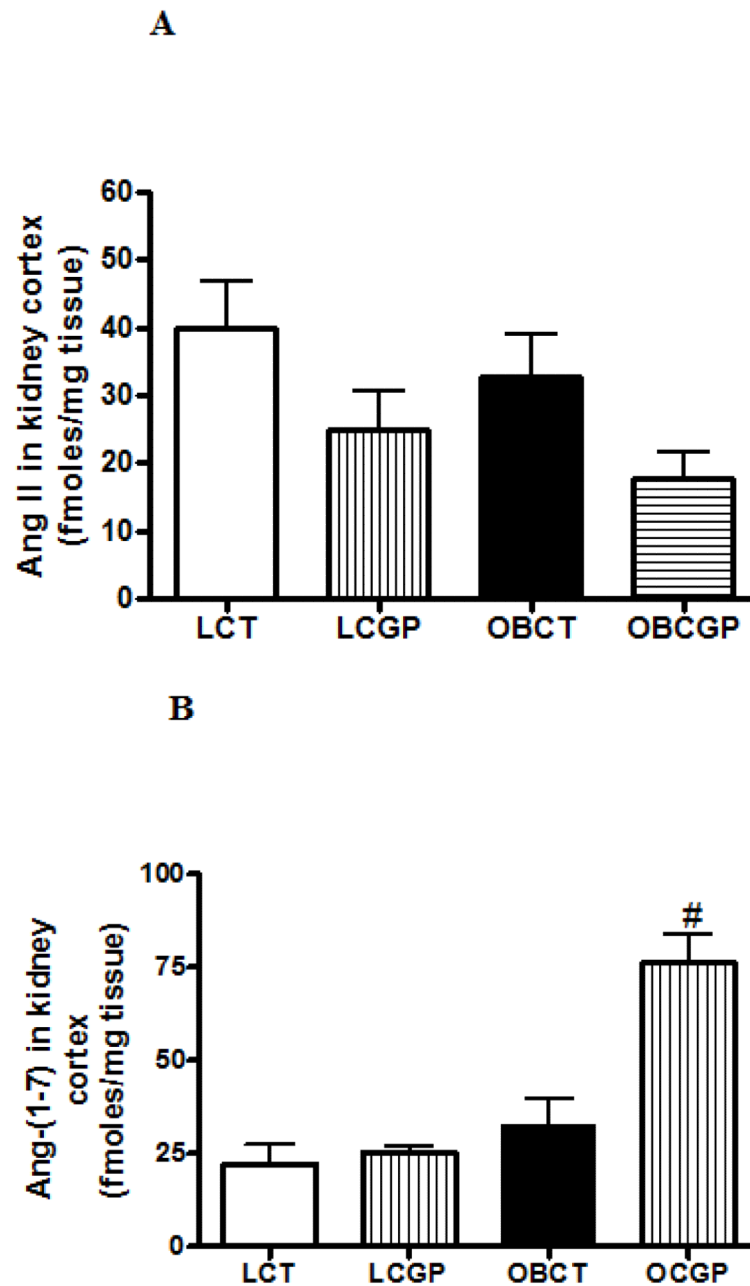 A
Ang II in kidney cortex
(fmoles/mg tissue)
60
50
40
30
20
10
0
LCT LCGP OBCT OBCGP
B
Ang-(1-7) in kidney
cortex
(fmoles/mg tissue)
100
75
50
25
0
#
LCT LCGP OBCT OCGP